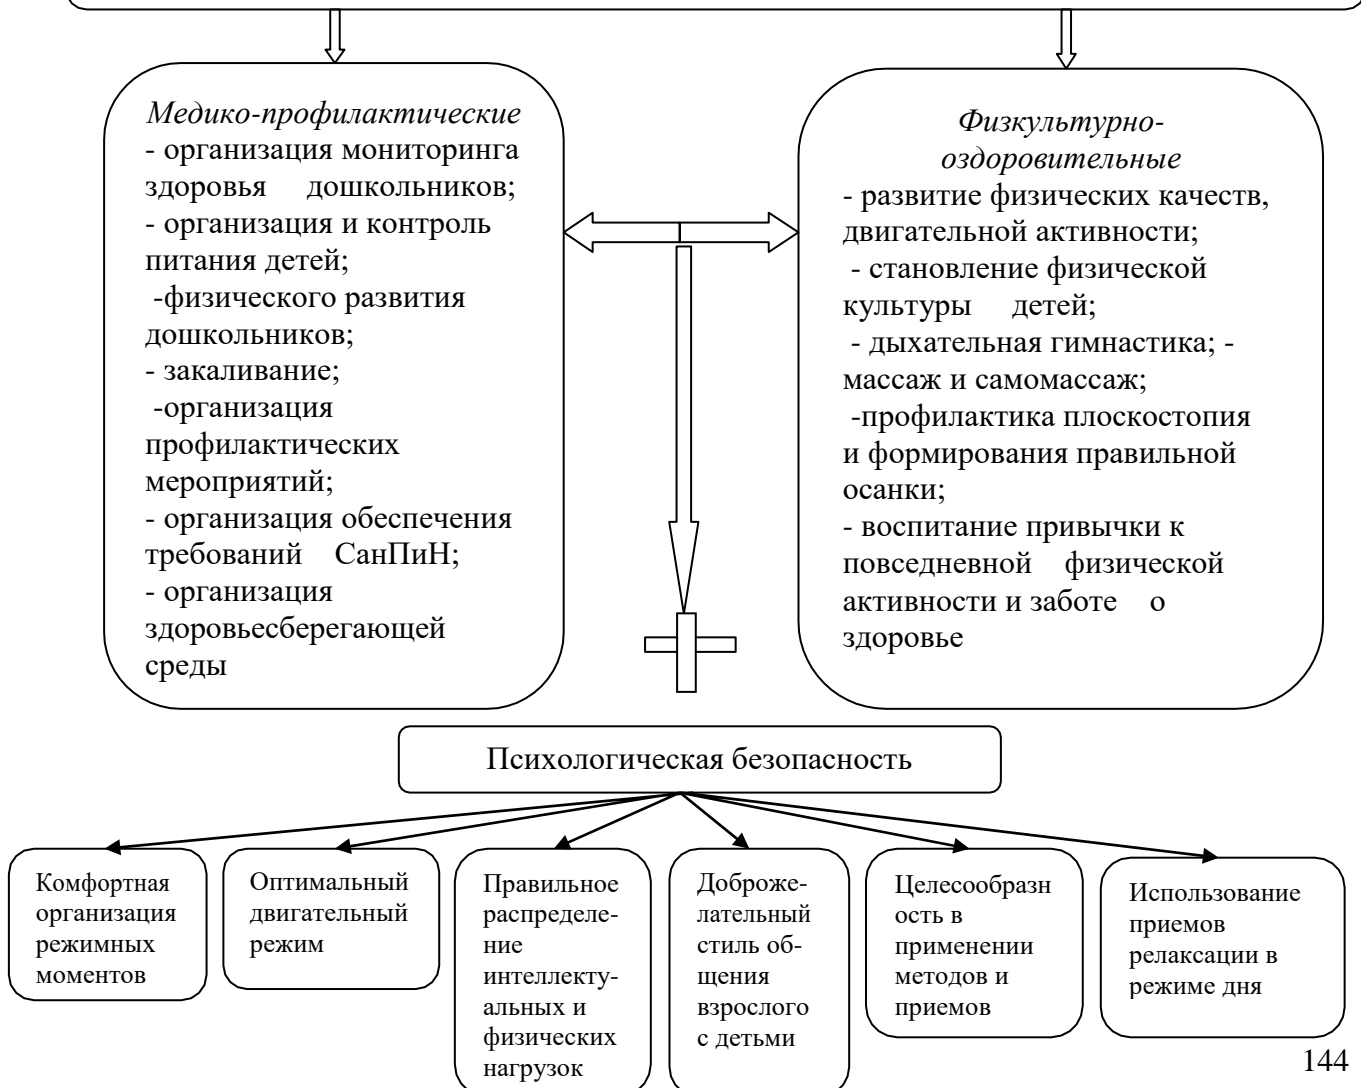 Медико-профилактические
- организация мониторинга
здоровья дошкольников;
- организация и контроль
питания детей;
-физического развития
дошкольников;
- закаливание;
-организация
профилактических
мероприятий;
- организация обеспечения
требований СанПиН;
- организация
здоровьесберегающей
среды
Физкультурно-
оздоровительные
- развитие физических качеств,
двигательной активности;
- становление физической
культуры детей;
- дыхательная гимнастика; -
массаж и самомассаж;
-профилактика плоскостопия
и формирования правильной
осанки;
- воспитание привычки к
повседневной физической
активности и заботе о
здоровье
Психологическая безопасность
Комфортная
организация
режимных
моментов
Оптимальный
двигательный
режим
Правильное
распределе-
ние
интеллекту-
альных и
физических
нагрузок
Доброже-
лательный
стиль об-
щения
взрослого
с детьми
Целесообразн
ость в
применении
методов и
приемов
Использование
приемов
релаксации в
режиме дня
144